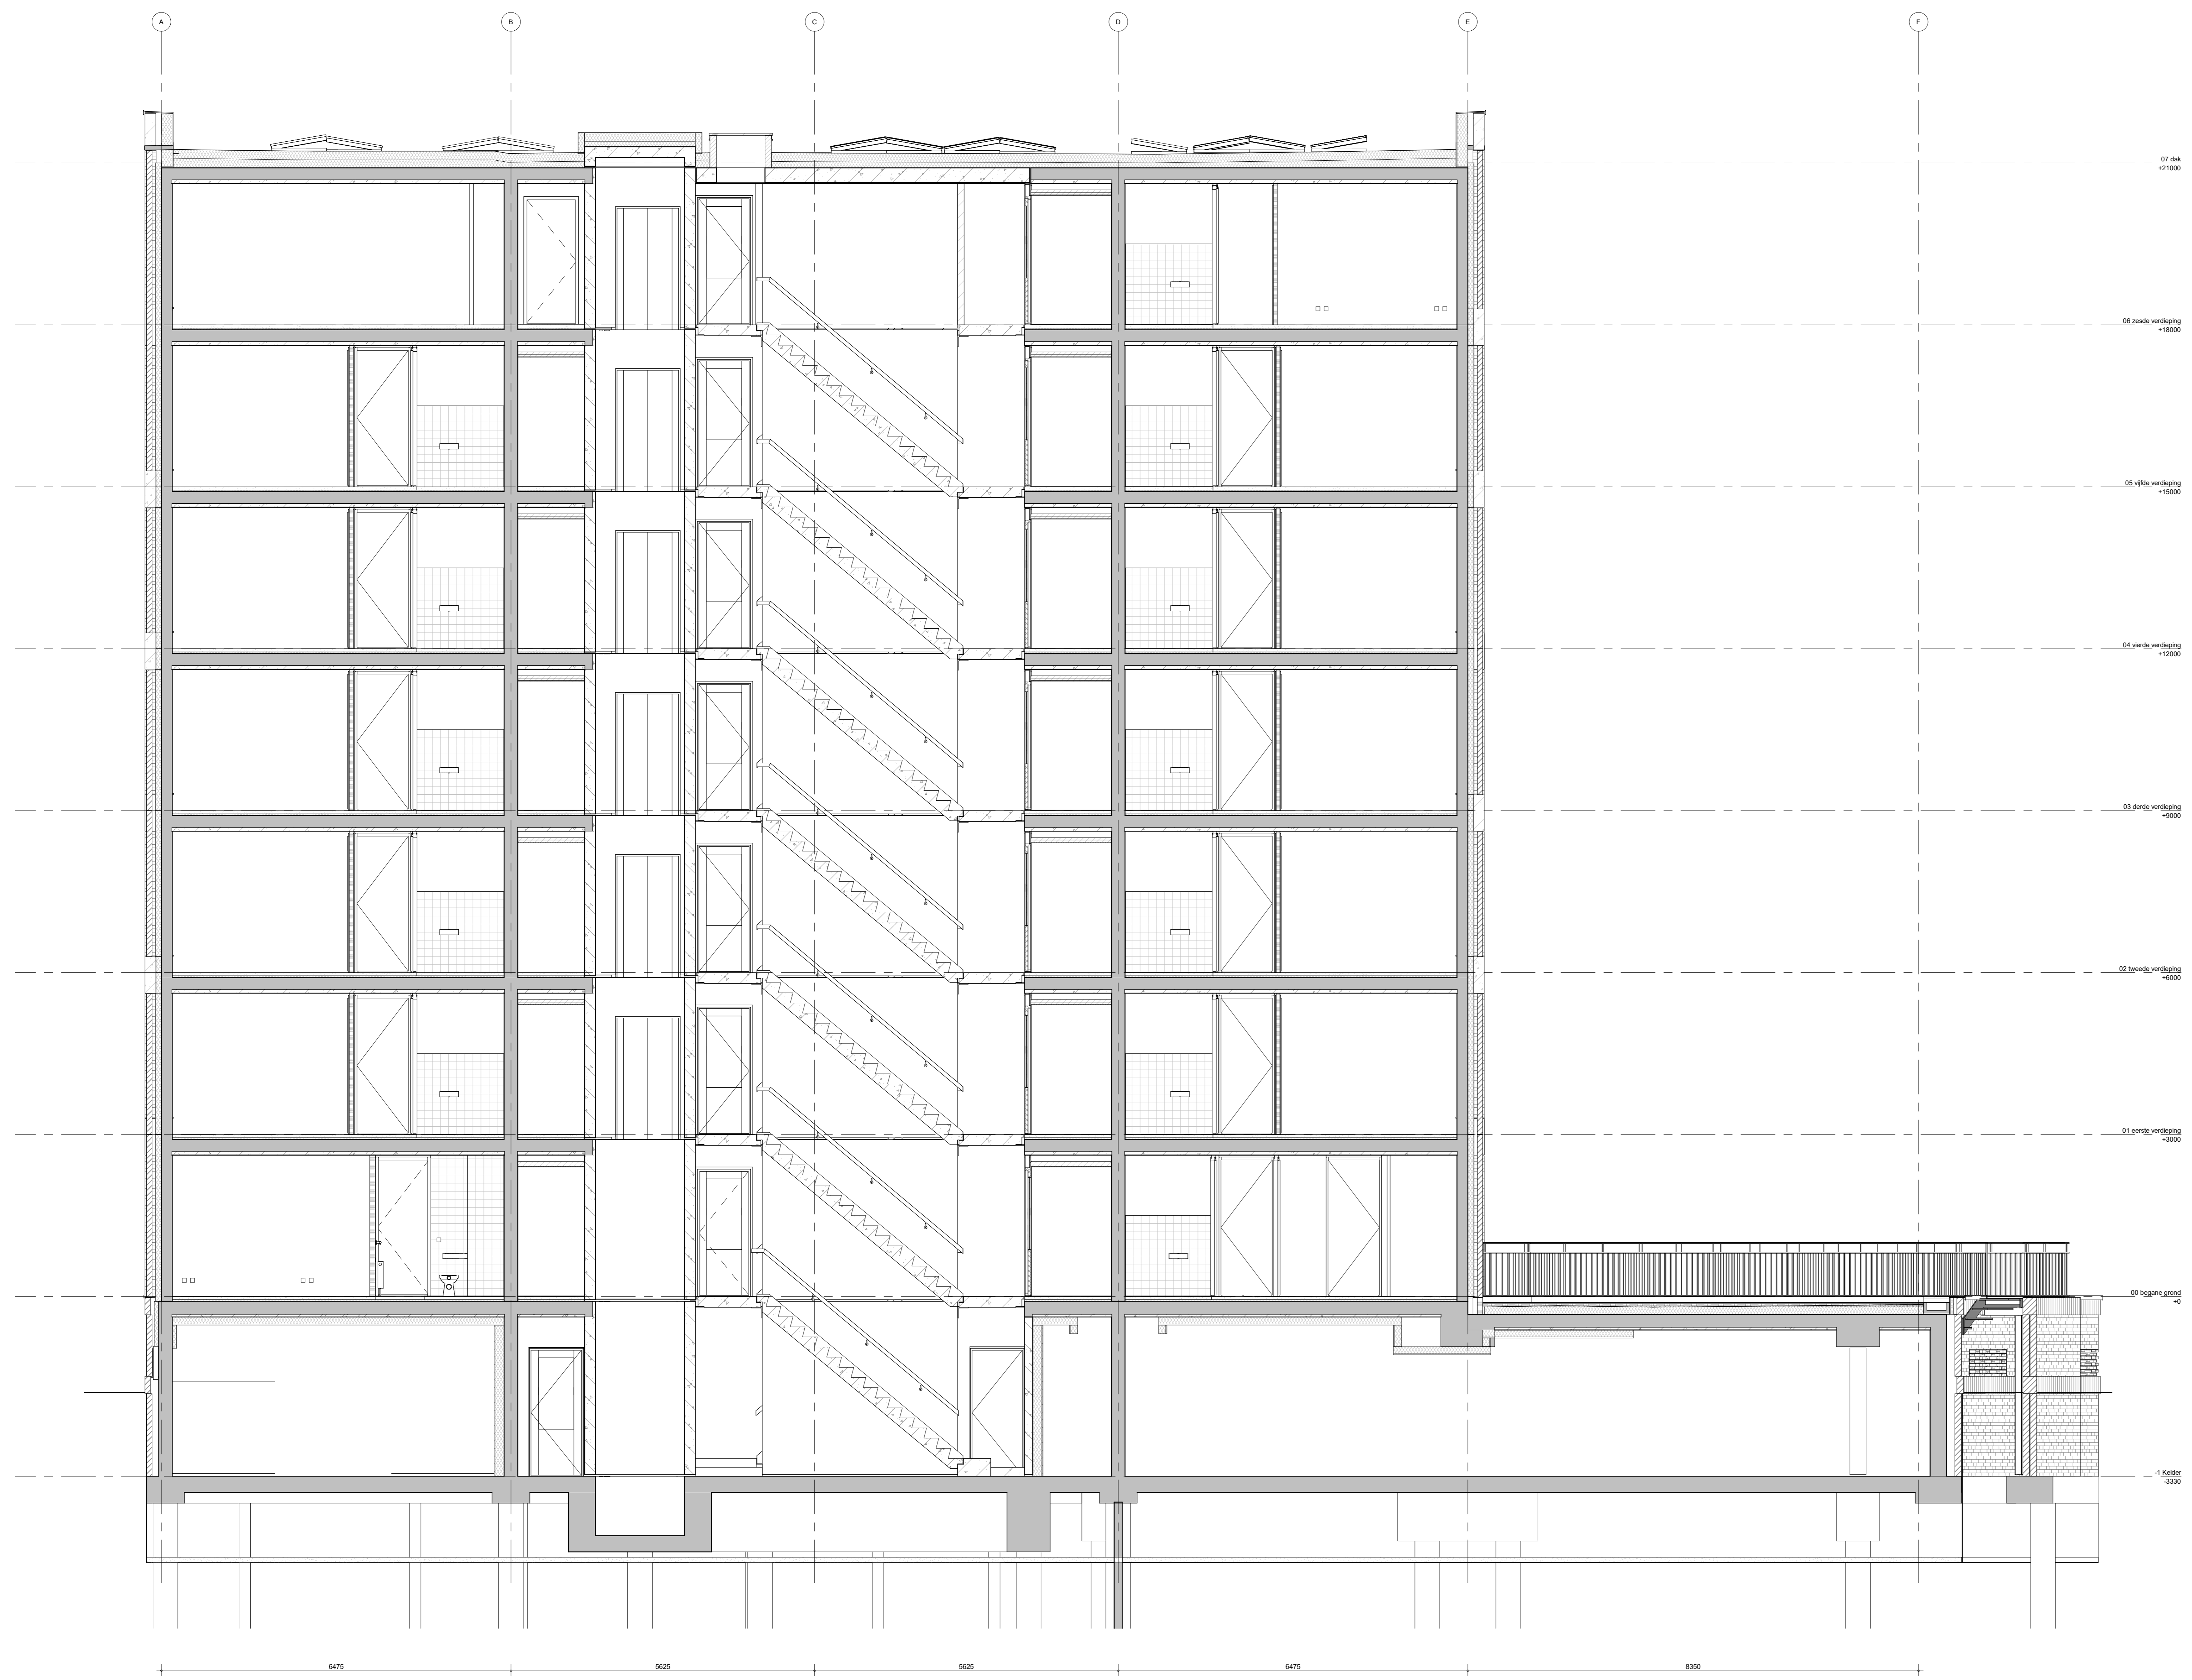 A B C D E F
07 dak
+21000
06 zesde verdieping
+18000
05 vijfde verdieping
+15000
04 vierde verdieping
+12000
03 derde verdieping
+9000
02 tweede verdieping
+6000
01 eerste verdieping
+3000
00 begane grond
+0
-1 Kelder
-3330
6475 5625 5625 6475 8350